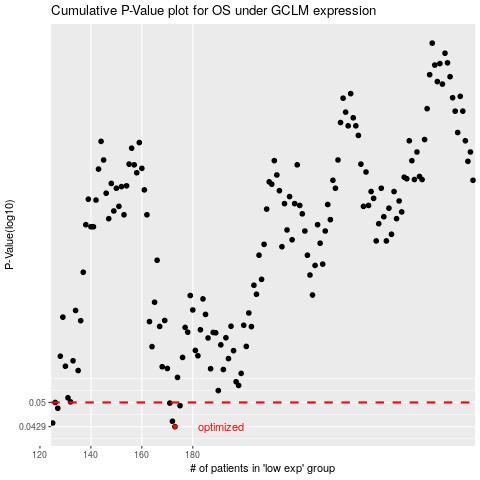 Cumulative P-Value plot for OS under GCLM expression
P-Value(log10)
0.05
0.0429
optimized
120 140 160 180
# of patients in 'low exp' group